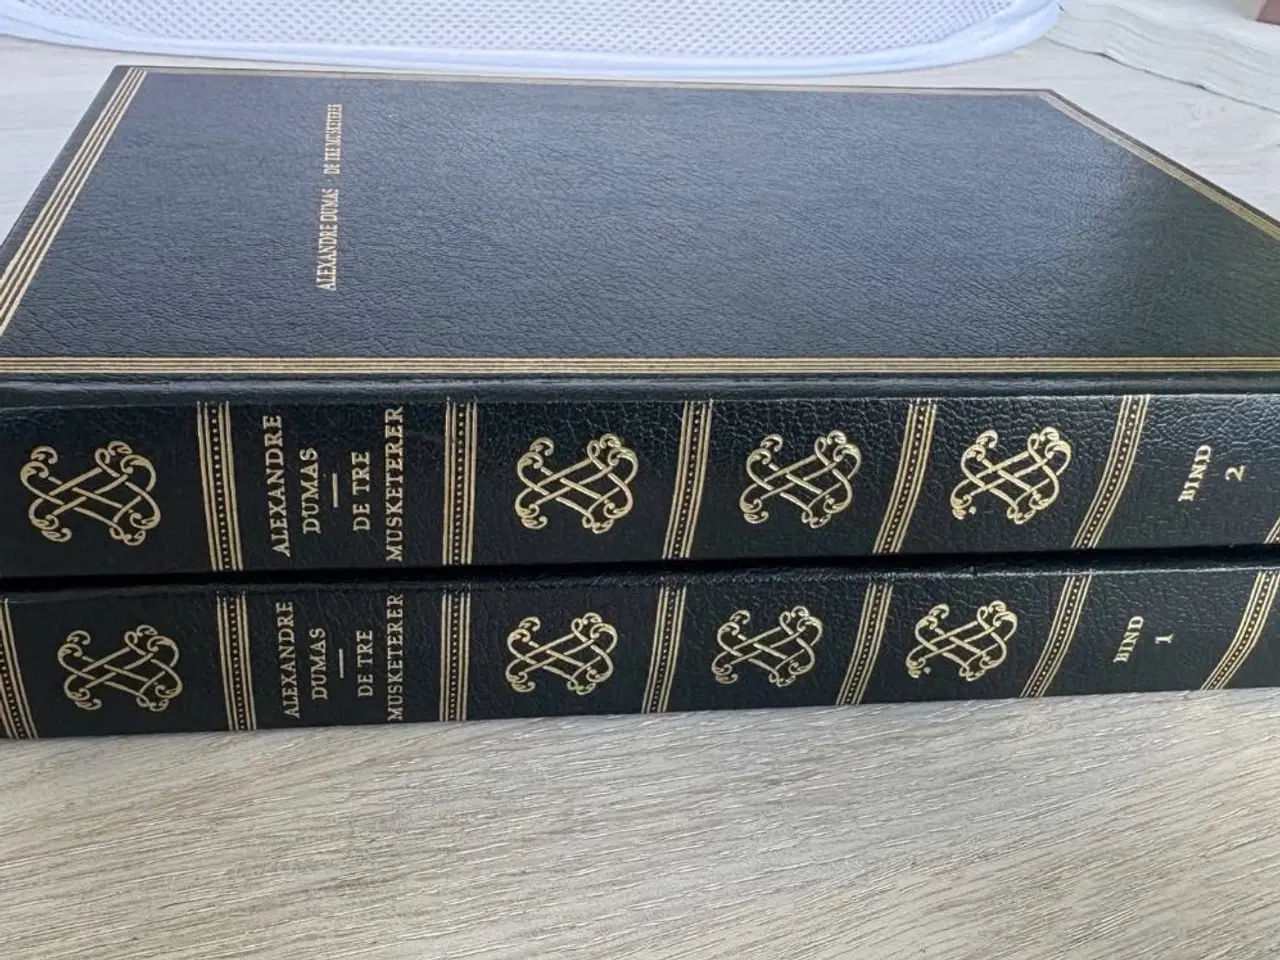 ALEXANDRE DUMAS · DE TRE MUSKETERER
ALEXANDRE
DUMAS
DE TRE
MUSKETERER
BIND
2
ALEXANDRE
DUMAS
DE TRE
MUSKETERER
BIND
1